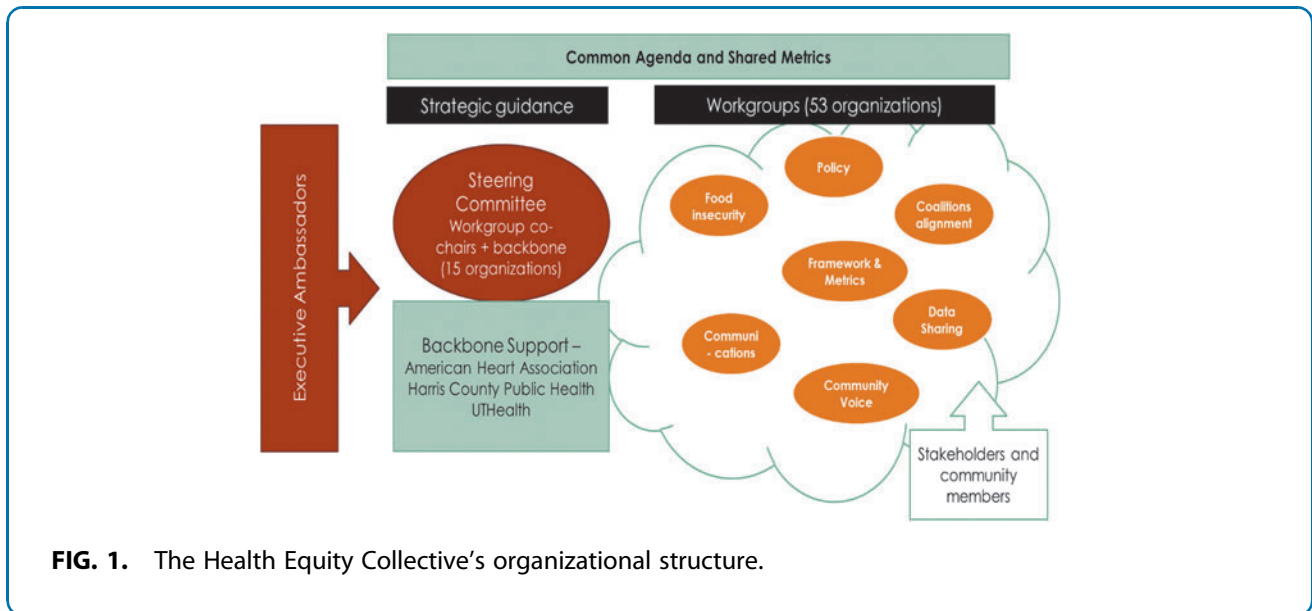 Common Agenda and Shared Metrics
Strategic guidance
Workgroups (53 organizations)
Executive Ambassadors
Steering
Committee
Workgroup co-
chairs + backbone
(15 organizations)
Backbone Support –
American Heart Association
Harris County Public Health
UTHealth
Policy
Food
insecurity
Coalitions
alignment
Framework &
Metrics
Data
Sharing
Communi
- cations
Community
Voice
Stakeholders and
community
members
FIG. 1. The Health Equity Collective's organizational structure.